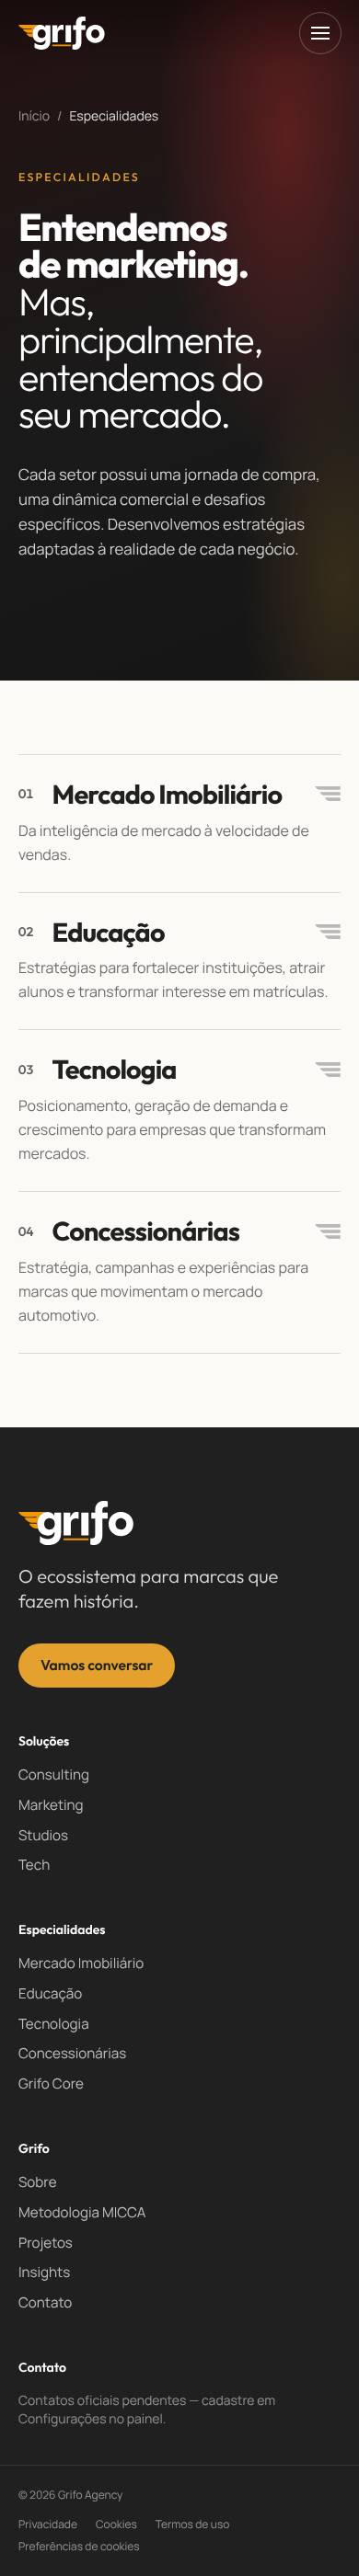 grifo
Início / Especialidades
ESPECIALIDADES
Entendemos
de marketing.
Mas,
principalmente,
entendemos do
seu mercado.
Cada setor possui uma jornada de compra,
uma dinâmica comercial e desafios
específicos. Desenvolvemos estratégias
adaptadas à realidade de cada negócio.
01 Mercado Imobiliário
Da inteligência de mercado à velocidade de
vendas.
02 Educação
Estratégias para fortalecer instituições, atrair
alunos e transformar interesse em matrículas.
03 Tecnologia
Posicionamento, geração de demanda e
crescimento para empresas que transformam
mercados.
04 Concessionárias
Estratégia, campanhas e experiências para
marcas que movimentam o mercado
automotivo.
grifo
O ecossistema para marcas que
fazem história.
Vamos conversar
Soluções
Consulting
Marketing
Studios
Tech
Especialidades
Mercado Imobiliário
Educação
Tecnologia
Concessionárias
Grifo Core
Grifo
Sobre
Metodologia MICCA
Projetos
Insights
Contato
Contato
Contatos oficiais pendentes — cadastre em
Configurações no painel.
© 2026 Grifo Agency
Privacidade Cookies Termos de uso
Preferências de cookies